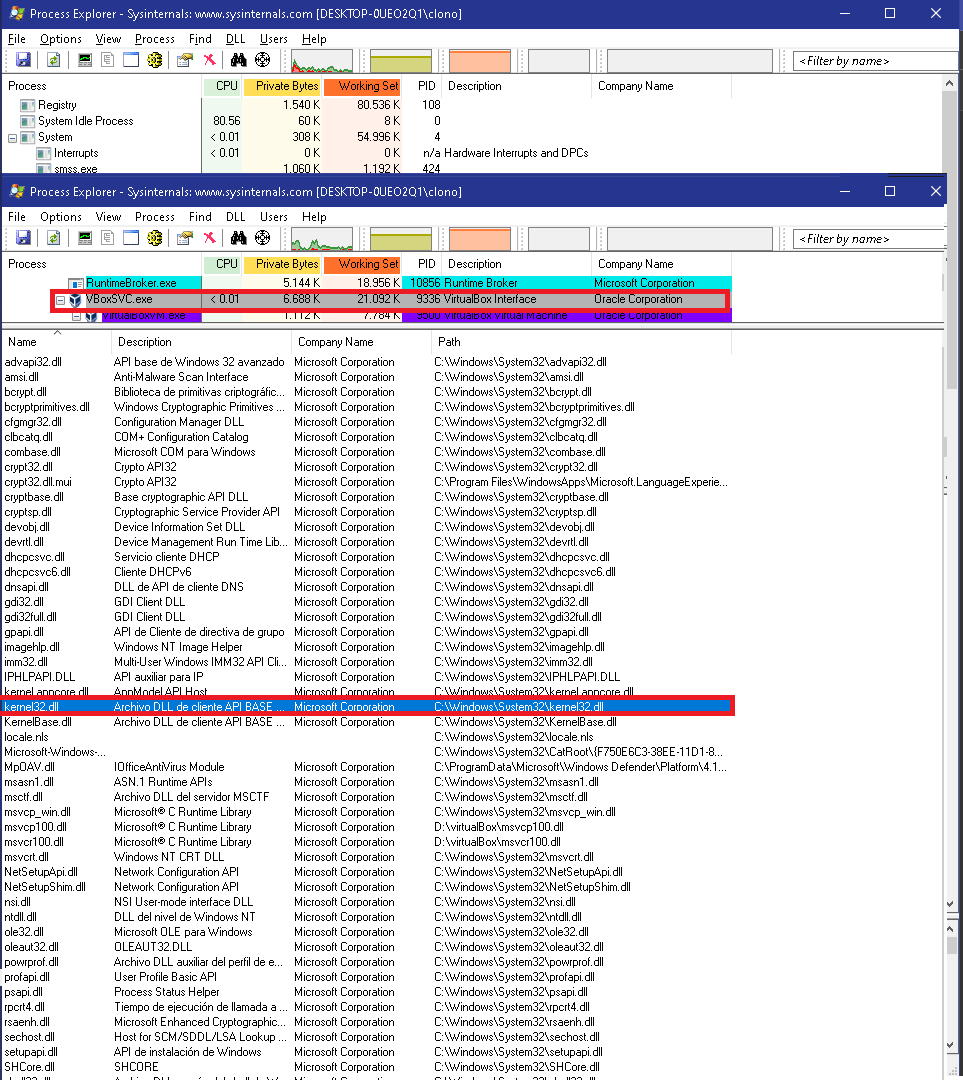 Process Explorer - Sysinternals: www.sysinternals.com [DESKTOP-0UEO2Q1\clono]
File Options View Process Find DLL Users Help
<Filter by name>
Process CPU Private Bytes Working Set PID Description Company Name
Registry 1.540 K 80.536 K 108
System Idle Process 80.56 60 K 8 K 0
System < 0.01 308 K 54.996 K 4
Interrupts < 0.01 0 K 0 K n/a Hardware Interrupts and DPCs
smss.exe 1.060 K 1.192 K 424
Process Explorer - Sysinternals: www.sysinternals.com [DESKTOP-0UEO2Q1\clono]
File Options View Process Find DLL Users Help
<Filter by name>
Process CPU Private Bytes Working Set PID Description Company Name
RuntimeBroker.exe 5.144 K 18.956 K 10856 Runtime Broker Microsoft Corporation
VBoxSVC.exe < 0.01 6.688 K 21.092 K 9336 VirtualBox Interface Oracle Corporation
VirtualBoxVM.exe 1.112 K 7.784 K 9500 VirtualBox Virtual Machine Oracle Corporation
Name Description Company Name Path
advapi32.dll API base de Windows 32 avanzado Microsoft Corporation C:\Windows\System32\advapi32.dll
amsi.dll Anti-Malware Scan Interface Microsoft Corporation C:\Windows\System32\amsi.dll
bcrypt.dll Biblioteca de primitivas criptográfic... Microsoft Corporation C:\Windows\System32\bcrypt.dll
bcryptprimitives.dll Windows Cryptographic Primitives ... Microsoft Corporation C:\Windows\System32\bcryptprimitives.dll
cfgmgr32.dll Configuration Manager DLL Microsoft Corporation C:\Windows\System32\cfgmgr32.dll
clbcatq.dll COM+ Configuration Catalog Microsoft Corporation C:\Windows\System32\clbcatq.dll
combase.dll Microsoft COM para Windows Microsoft Corporation C:\Windows\System32\combase.dll
crypt32.dll Crypto API32 Microsoft Corporation C:\Windows\System32\crypt32.dll
crypt32.dll.mui Crypto API32 Microsoft Corporation C:\Program Files\WindowsApps\Microsoft.LanguageExperie...
cryptbase.dll Base cryptographic API DLL Microsoft Corporation C:\Windows\System32\cryptbase.dll
cryptsp.dll Cryptographic Service Provider API Microsoft Corporation C:\Windows\System32\cryptsp.dll
devobj.dll Device Information Set DLL Microsoft Corporation C:\Windows\System32\devobj.dll
devrtl.dll Device Management Run Time Lib... Microsoft Corporation C:\Windows\System32\devrtl.dll
dhcpcsvc.dll Servicio cliente DHCP Microsoft Corporation C:\Windows\System32\dhcpcsvc.dll
dhcpcsvc6.dll Cliente DHCPv6 Microsoft Corporation C:\Windows\System32\dhcpcsvc6.dll
dnsapi.dll DLL de API de cliente DNS Microsoft Corporation C:\Windows\System32\dnsapi.dll
gdi32.dll GDI Client DLL Microsoft Corporation C:\Windows\System32\gdi32.dll
gdi32full.dll GDI Client DLL Microsoft Corporation C:\Windows\System32\gdi32full.dll
gpapi.dll API de Cliente de directiva de grupo Microsoft Corporation C:\Windows\System32\gpapi.dll
imagehlp.dll Windows NT Image Helper Microsoft Corporation C:\Windows\System32\imagehlp.dll
imm32.dll Multi-User Windows IMM32 API Cli... Microsoft Corporation C:\Windows\System32\imm32.dll
IPHLPAPI.DLL API auxiliar para IP Microsoft Corporation C:\Windows\System32\IPHLPAPI.DLL
kernel.appcore.dll AppModel API Host Microsoft Corporation C:\Windows\System32\kernel.appcore.dll
kernel32.dll Archivo DLL de cliente API BASE ... Microsoft Corporation C:\Windows\System32\kernel32.dll
KernelBase.dll Archivo DLL de cliente API BASE ... Microsoft Corporation C:\Windows\System32\KernelBase.dll
locale.nls C:\Windows\System32\locale.nls
Microsoft-Windows-... C:\Windows\System32\CatRoot\{F750E6C3-38EE-11D1-8...
MpOAV.dll IOfficeAntiVirus Module Microsoft Corporation C:\ProgramData\Microsoft\Windows Defender\Platform\4.1...
msasn1.dll ASN.1 Runtime APIs Microsoft Corporation C:\Windows\System32\msasn1.dll
msctf.dll Archivo DLL del servidor MSCTF Microsoft Corporation C:\Windows\System32\msctf.dll
msvcp_win.dll Microsoft® C Runtime Library Microsoft Corporation C:\Windows\System32\msvcp_win.dll
msvcp100.dll Microsoft® C Runtime Library Microsoft Corporation D:\virtualBox\msvcp100.dll
msvcr100.dll Microsoft® C Runtime Library Microsoft Corporation D:\virtualBox\msvcr100.dll
msvcrt.dll Windows NT CRT DLL Microsoft Corporation C:\Windows\System32\msvcrt.dll
NetSetupApi.dll Network Configuration API Microsoft Corporation C:\Windows\System32\NetSetupApi.dll
NetSetupShim.dll Network Configuration API Microsoft Corporation C:\Windows\System32\NetSetupShim.dll
nsi.dll NSI User-mode interface DLL Microsoft Corporation C:\Windows\System32\nsi.dll
ntdll.dll DLL del nivel de Windows NT Microsoft Corporation C:\Windows\System32\ntdll.dll
ole32.dll Microsoft OLE para Windows Microsoft Corporation C:\Windows\System32\ole32.dll
oleaut32.dll OLEAUT32.DLL Microsoft Corporation C:\Windows\System32\oleaut32.dll
powrprof.dll Archivo DLL auxiliar del perfil de e... Microsoft Corporation C:\Windows\System32\powrprof.dll
profapi.dll User Profile Basic API Microsoft Corporation C:\Windows\System32\profapi.dll
psapi.dll Process Status Helper Microsoft Corporation C:\Windows\System32\psapi.dll
rpcrt4.dll Tiempo de ejecución de llamada a ... Microsoft Corporation C:\Windows\System32\rpcrt4.dll
rsaenh.dll Microsoft Enhanced Cryptographic... Microsoft Corporation C:\Windows\System32\rsaenh.dll
sechost.dll Host for SCM/SDDL/LSA Lookup ... Microsoft Corporation C:\Windows\System32\sechost.dll
setupapi.dll API de instalación de Windows Microsoft Corporation C:\Windows\System32\setupapi.dll
SHCore.dll SHCORE Microsoft Corporation C:\Windows\System32\SHCore.dll